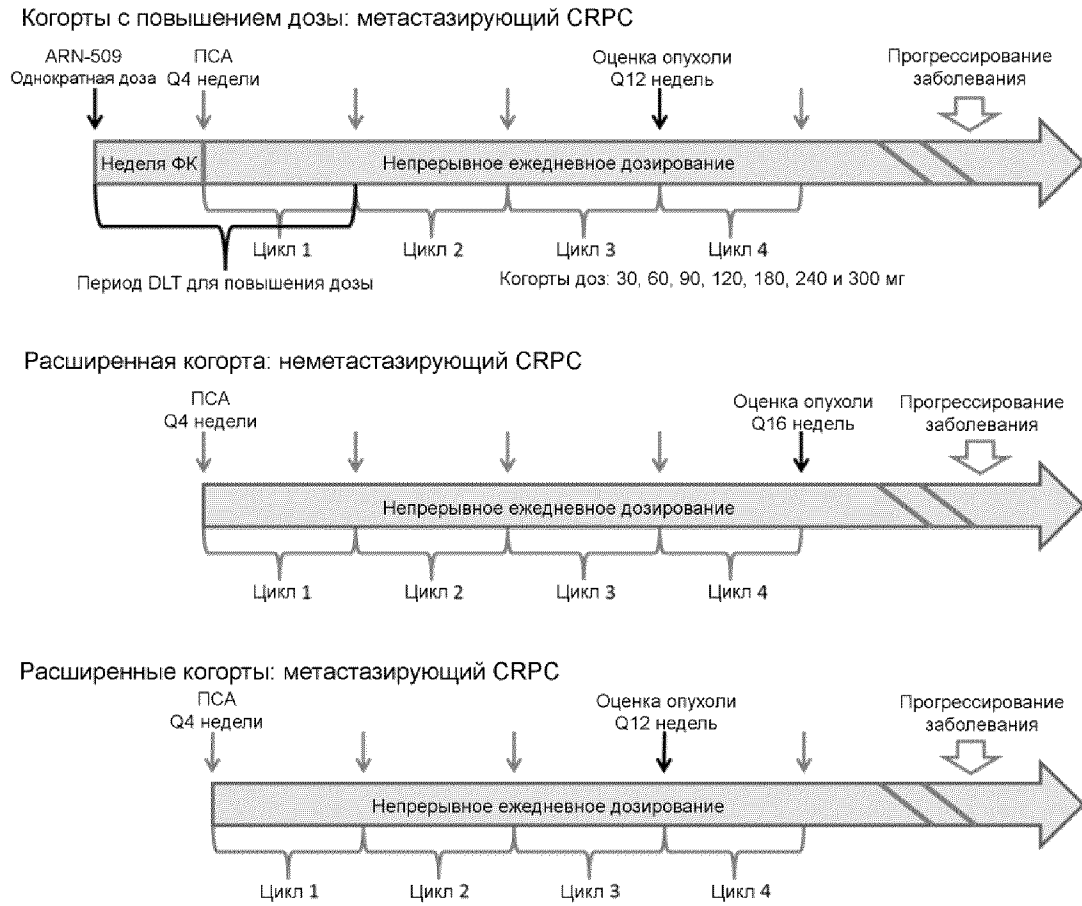 Когорты с повышением дозы: метастазирующий CRPC
ARN-509
Однократная доза
ПСА
Q4 недели
Оценка опухоли
Q12 недель
Прогрессирование
заболевания
Неделя ФК
Непрерывное ежедневное дозирование
Цикл 1
Цикл 2
Цикл 3
Цикл 4
Период DLT для повышения дозы
Когорты доз: 30, 60, 90, 120, 180, 240 и 300 мг
Расширенная когорта: неметастазирующий CRPC
ПСА
Q4 недели
Оценка опухоли
Q16 недель
Прогрессирование
заболевания
Непрерывное ежедневное дозирование
Цикл 1
Цикл 2
Цикл 3
Цикл 4
Расширенные когорты: метастазирующий CRPC
ПСА
Q4 недели
Оценка опухоли
Q12 недель
Прогрессирование
заболевания
Непрерывное ежедневное дозирование
Цикл 1
Цикл 2
Цикл 3
Цикл 4